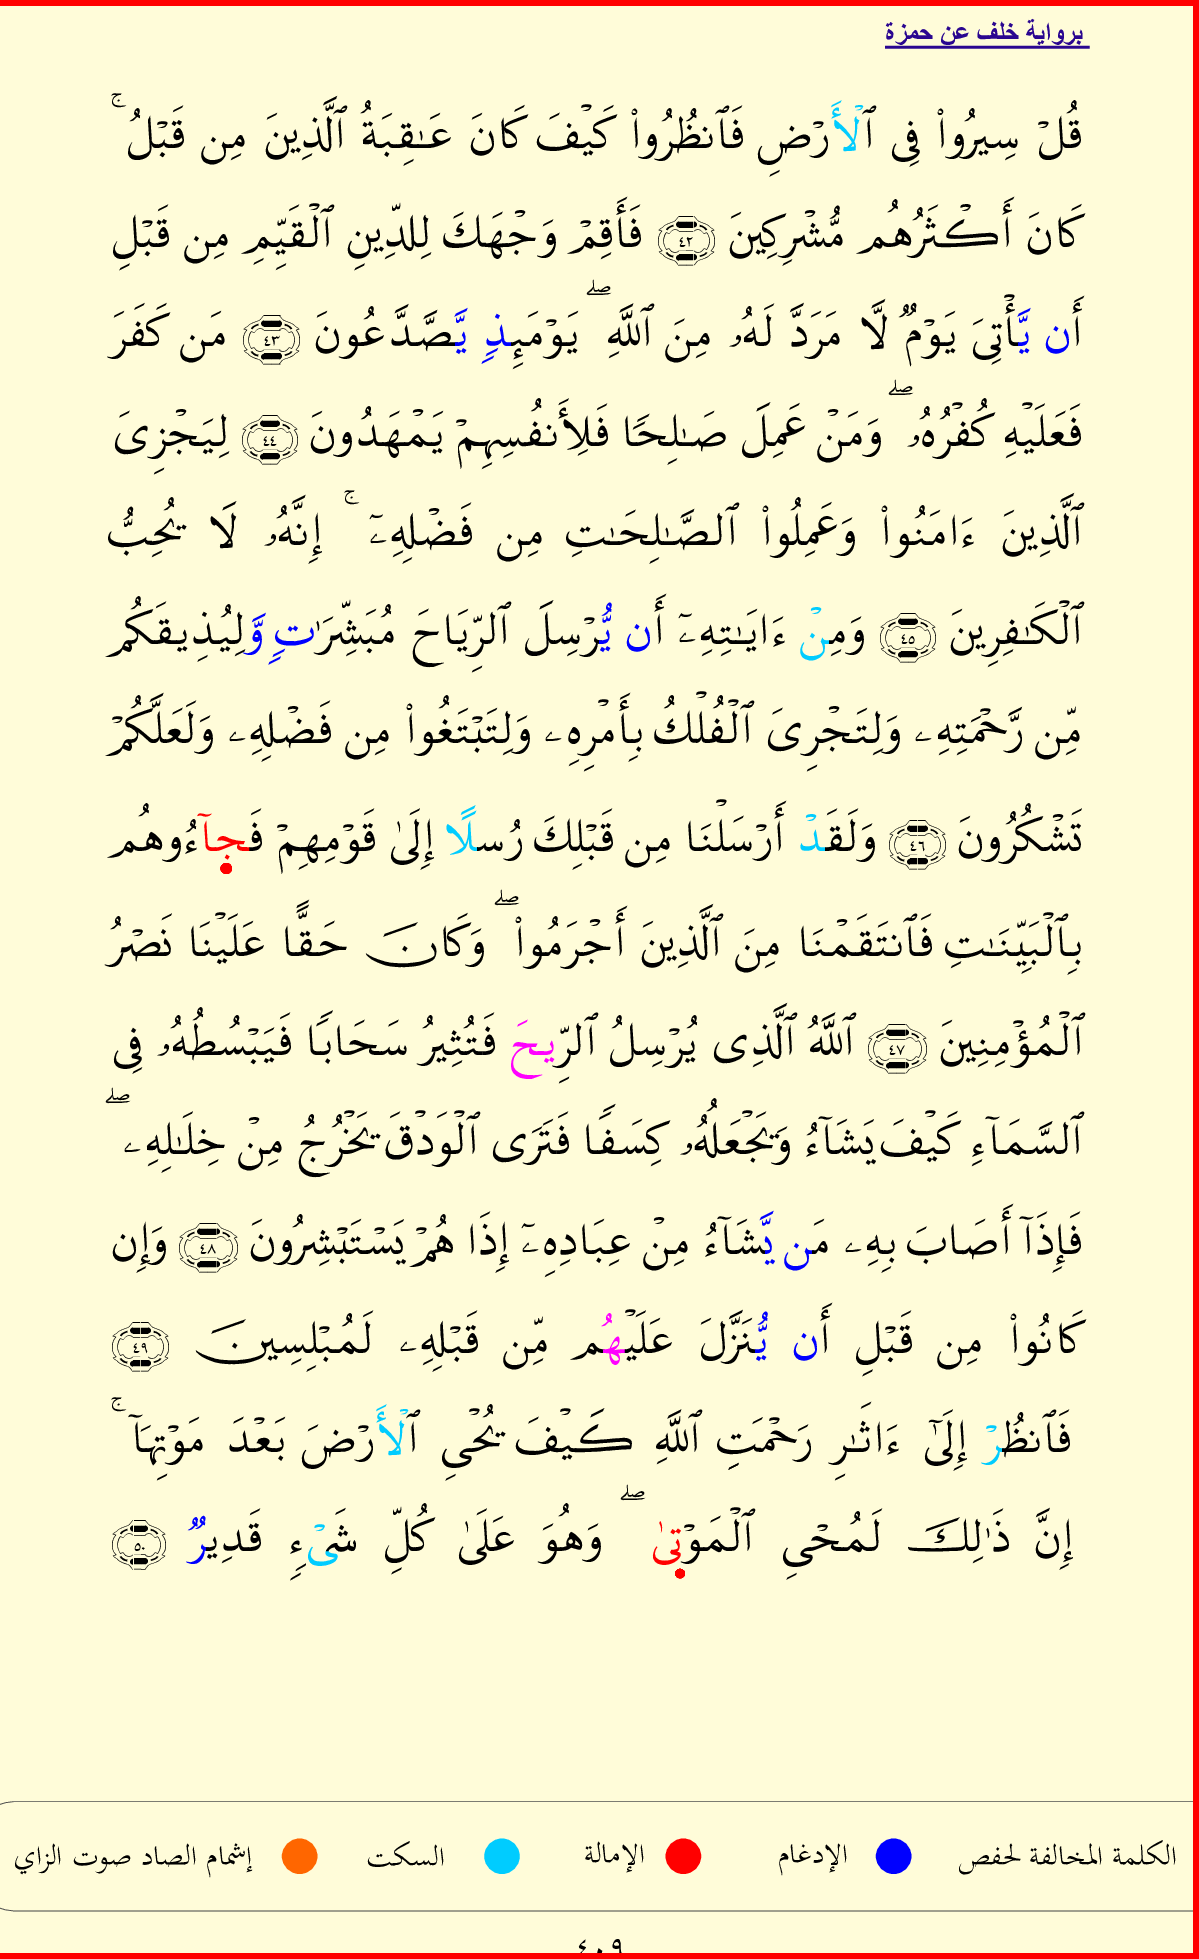 برواية خلف عن حمزة
قُلۡ سِيرُواْ فِي ٱلۡأَرۡضِ فَٱنظُرُواْ كَيۡفَ كَانَ عَٰقِبَةُ ٱلَّذِينَ مِن قَبۡلُۚ
كَانَ أَكۡثَرُهُم مُّشۡرِكِينَ ٤٢ فَأَقِمۡ وَجۡهَكَ لِلدِّينِ ٱلۡقَيِّمِ مِن قَبۡلِ
أَن يَّأۡتِيَ يَوۡمٞ لَّا مَرَدَّ لَهُۥ مِنَ ٱللَّهِۖ يَوۡمَئِذٖ يَّصَّدَّعُونَ ٤٣ مَن كَفَرَ
فَعَلَيۡهِ كُفۡرُهُۥۖ وَمَنۡ عَمِلَ صَٰلِحٗا فَلِأَنفُسِهِمۡ يَمۡهَدُونَ ٤٤ لِيَجۡزِيَ
ٱلَّذِينَ ءَامَنُواْ وَعَمِلُواْ ٱلصَّٰلِحَٰتِ مِن فَضۡلِهِۦٓۚ إِنَّهُۥ لَا يُحِبُّ
ٱلۡكَٰفِرِينَ ٤٥ وَمِنۡ ءَايَٰتِهِۦٓ أَن يُّرۡسِلَ ٱلرِّيَاحَ مُبَشِّرَٰتٖ وَّلِيُذِيقَكُم
مِّن رَّحۡمَتِهِۦ وَلِتَجۡرِيَ ٱلۡفُلۡكُ بِأَمۡرِهِۦ وَلِتَبۡتَغُواْ مِن فَضۡلِهِۦ وَلَعَلَّكُمۡ
تَشۡكُرُونَ ٤٦ وَلَقَدۡ أَرۡسَلۡنَا مِن قَبۡلِكَ رُسلًا إِلَىٰ قَوۡمِهِمۡ فَجآءُوهُم
بِٱلۡبَيِّنَٰتِ فَٱنتَقَمۡنَا مِنَ ٱلَّذِينَ أَجۡرَمُواْۖ وَكَانَ حَقًّا عَلَيۡنَا نَصۡرُ
ٱلۡمُؤۡمِنِينَ ٤٧ ٱللَّهُ ٱلَّذِي يُرۡسِلُ ٱلرِّيحَ فَتُثِيرُ سَحَابٗا فَيَبۡسُطُهُۥ فِي
ٱلسَّمَآءِ كَيۡفَ يَشَآءُ وَيَجۡعَلُهُۥ كِسَفٗا فَتَرَى ٱلۡوَدۡقَ يَخۡرُجُ مِنۡ خِلَٰلِهِۦۖ
فَإِذَآ أَصَابَ بِهِۦ مَن يَّشَآءُ مِنۡ عِبَادِهِۦٓ إِذَا هُمۡ يَسۡتَبۡشِرُونَ ٤٨ وَإِن
كَانُواْ مِن قَبۡلِ أَن يُّنَزَّلَ عَلَيۡهُم مِّن قَبۡلِهِۦ لَمُبۡلِسِينَ ٤٩
فَٱنظُرۡ إِلَىٰٓ ءَاثَٰرِ رَحۡمَتِ ٱللَّهِ كَيۡفَ يُحۡيِ ٱلۡأَرۡضَ بَعۡدَ مَوۡتِهَآۚ
إِنَّ ذَٰلِكَ لَمُحۡيِ ٱلۡمَوۡتىٰۖ وَهُوَ عَلَىٰ كُلِّ شَيۡءٖ قَدِيرٞ ٥٠
الكلمة المخالفة لحفص الإدغام الإمالة السكت إشمام الصاد صوت الزاي
٤٠٩